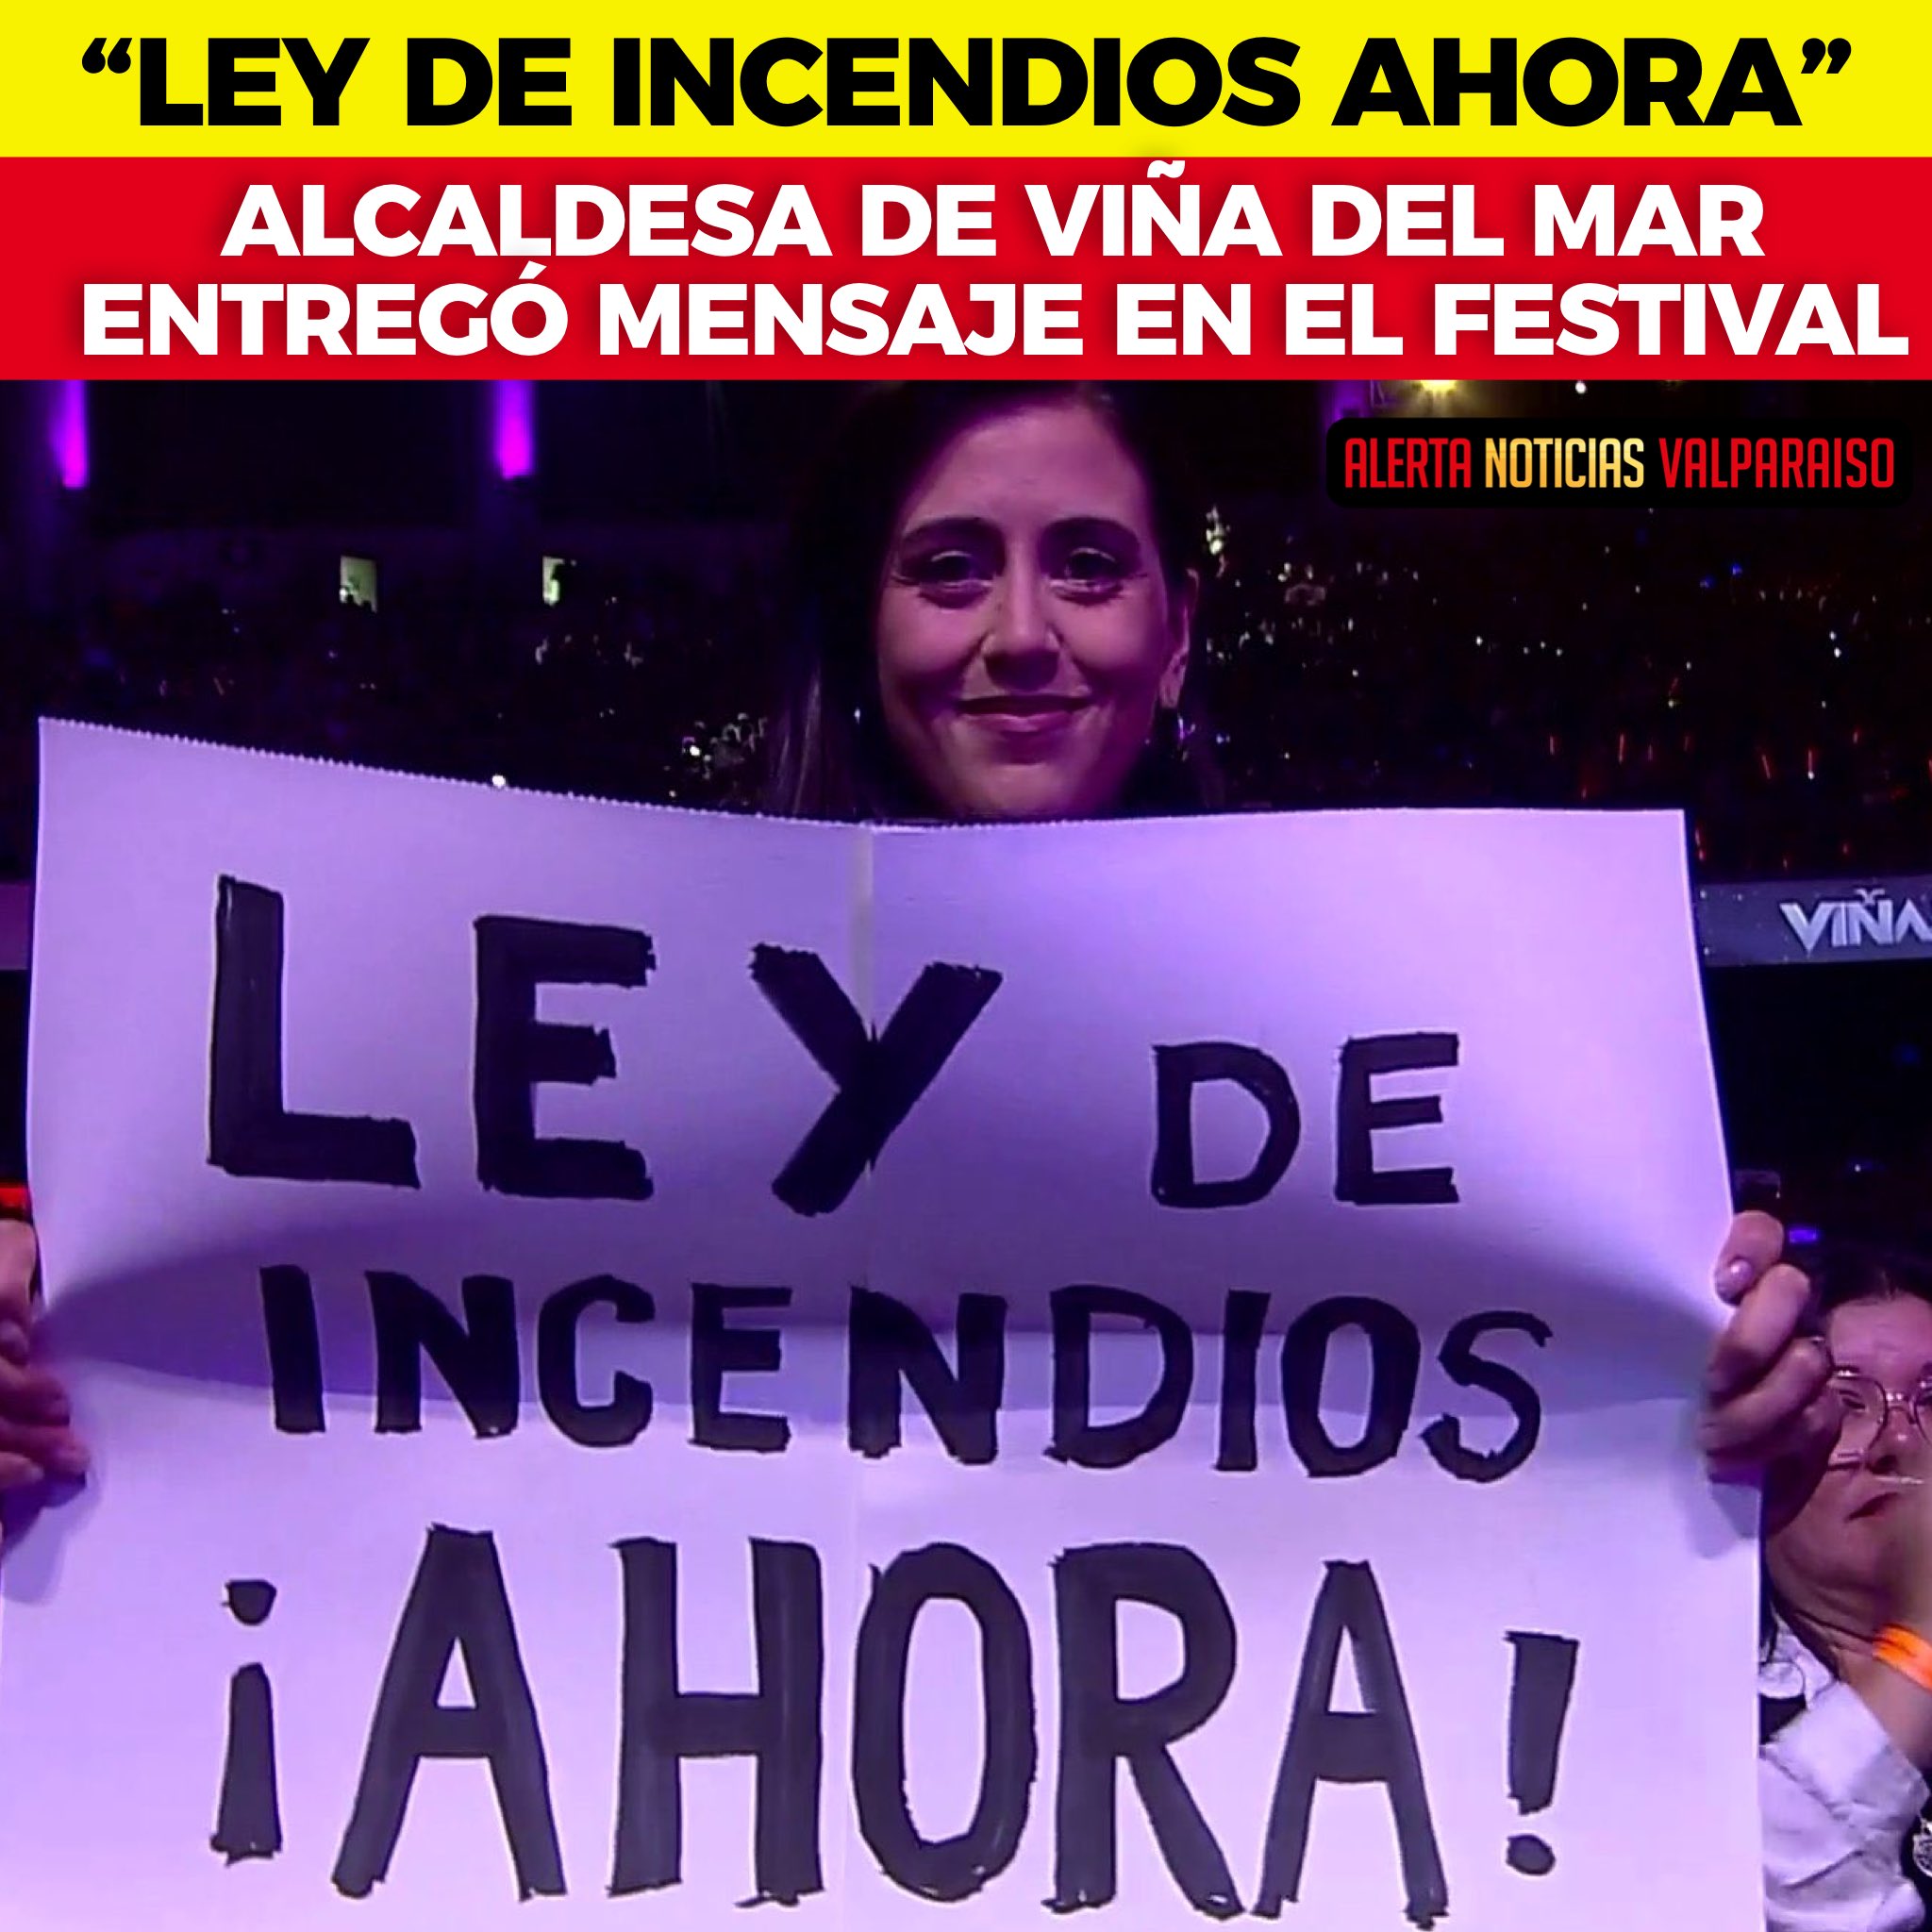 “LEY DE INCENDIOS AHORA”
ALCALDESA DE VIÑA DEL MAR
ENTREGÓ MENSAJE EN EL FESTIVAL
ALERTA NOTICIAS VALPARAISO
VIÑA
LEY DE
INCENDIOS
¡AHORA!